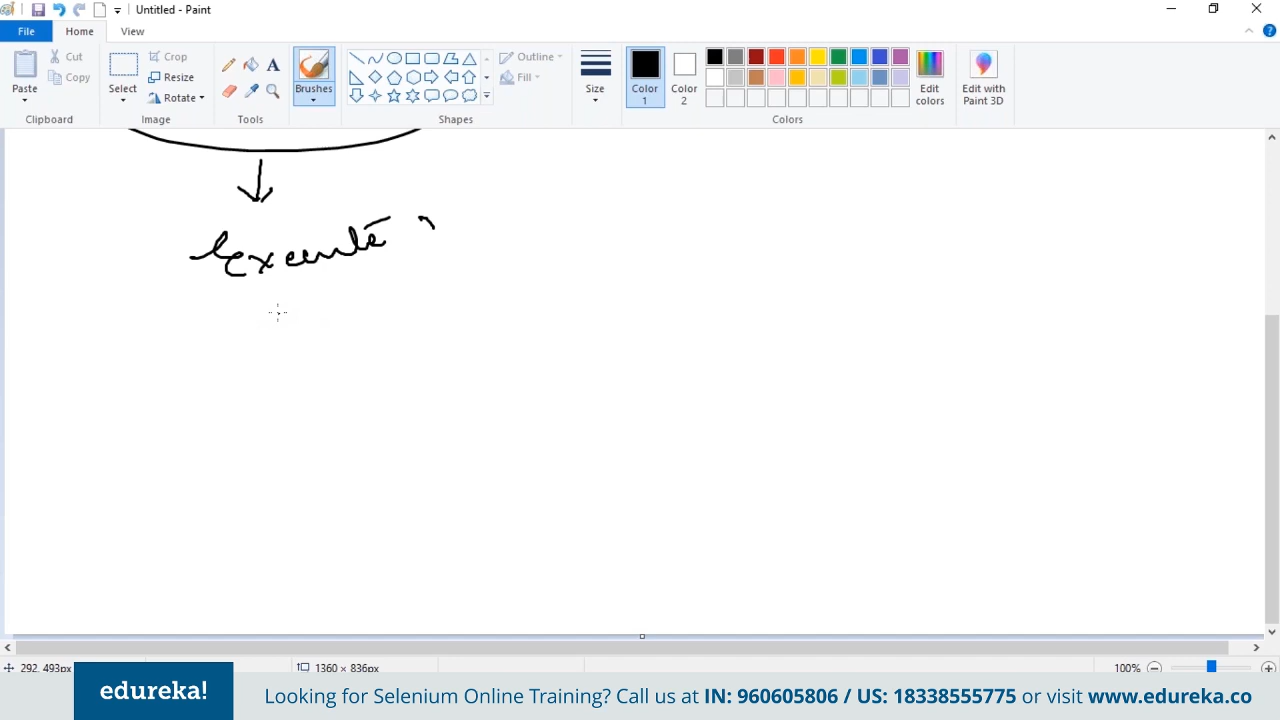 Untitled - Paint
File Home View
Cut
Copy
Paste
Clipboard
Crop
Resize
Rotate
Select
Image
Tools
Brushes
Outline
Fill
Shapes
Size
Color 1
Color 2
Edit colors
Colors
Edit with Paint 3D
Execute
292, 493px 1360 × 836px 100%
edureka! Looking for Selenium Online Training? Call us at IN: 960605806 / US: 18338555775 or visit www.edureka.co